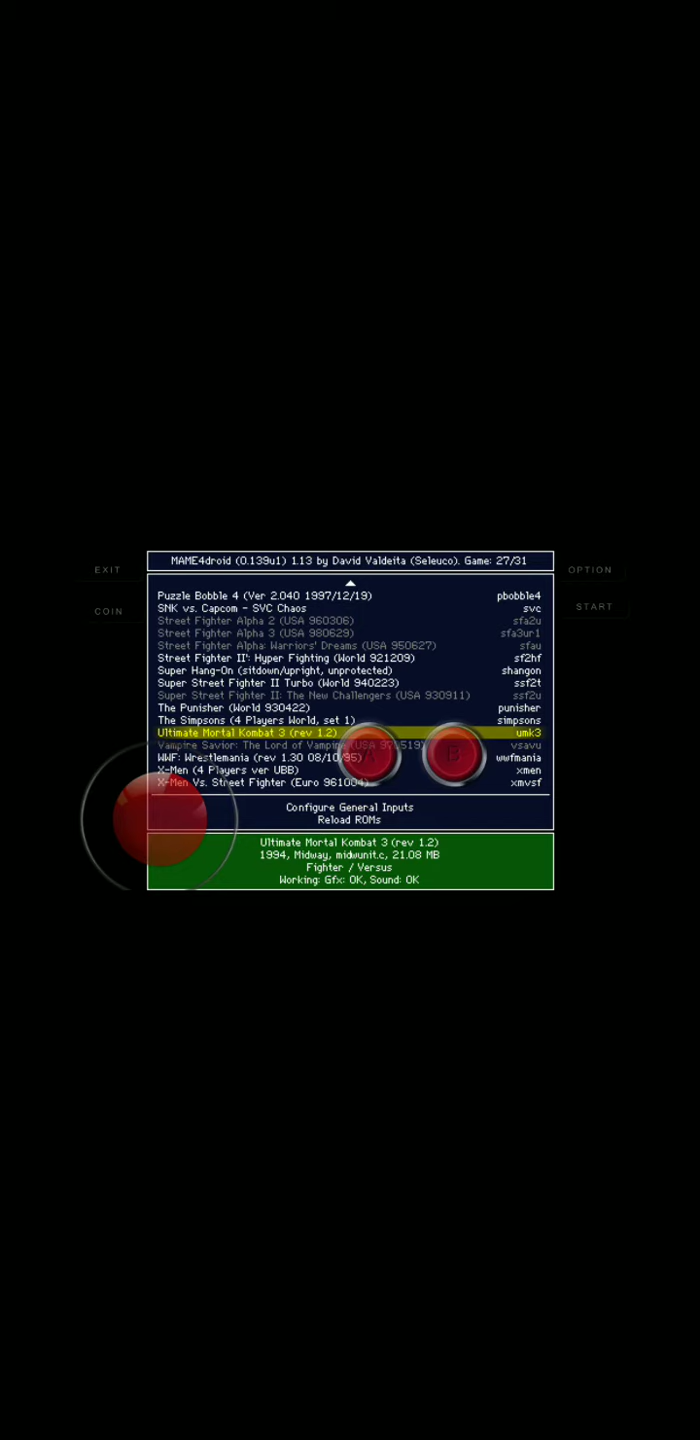 MAME4droid (0.139u1) 1.13 by David Valdeita (Seleuco). Game: 27/31
EXIT
OPTION
COIN
START
Puzzle Bobble 4 (Ver 2.040 1997/12/19) pbobble4
SNK vs. Capcom - SVC Chaos svc
Street Fighter Alpha 2 (USA 960306) sfa2u
Street Fighter Alpha 3 (USA 980629) sfa3ur1
Street Fighter Alpha: Warriors' Dreams (USA 950627) sfau
Street Fighter II': Hyper Fighting (World 921209) sf2hf
Super Hang-On (sitdown/upright, unprotected) shangon
Super Street Fighter II Turbo (World 940223) ssf2t
Super Street Fighter II: The New Challengers (USA 930911) ssf2u
The Punisher (World 930422) punisher
The Simpsons (4 Players World, set 1) simpsons
Ultimate Mortal Kombat 3 (rev 1.2) umk3
Vampire Savior: The Lord of Vampire (USA 970519) vsavu
WWF: Wrestlemania (rev 1.30 08/10/95) wwfmania
X-Men (4 Players ver UBB) xmen
X-Men Vs. Street Fighter (Euro 961004) xmvsf
A
B
Configure General Inputs
Reload ROMs
Ultimate Mortal Kombat 3 (rev 1.2)
1994, Midway, midwunit.c, 21.08 MB
Fighter / Versus
Working: Gfx: OK, Sound: OK